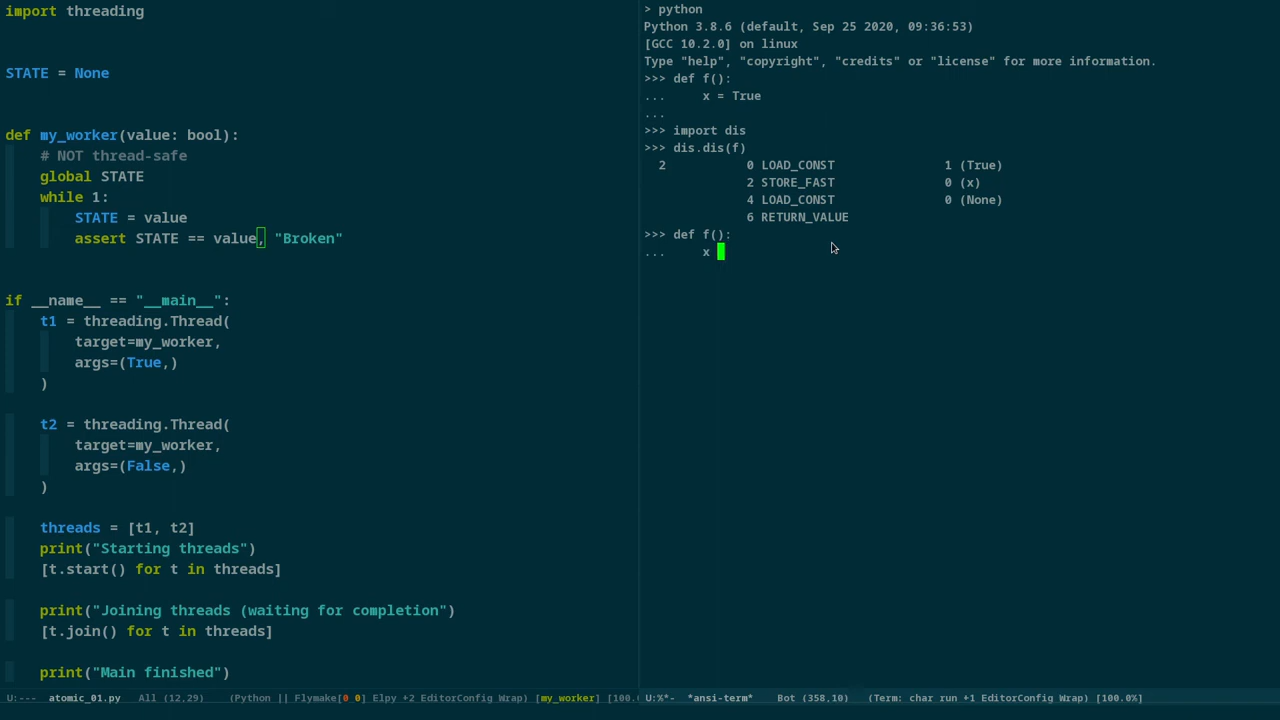 import threading
STATE = None
def my_worker(value: bool):
    # NOT thread-safe
    global STATE
    while 1:
        STATE = value
        assert STATE == value, "Broken"
if __name__ == "__main__":
    t1 = threading.Thread(
        target=my_worker,
        args=(True,)
    )
    t2 = threading.Thread(
        target=my_worker,
        args=(False,)
    )
    threads = [t1, t2]
    print("Starting threads")
    [t.start() for t in threads]
    print("Joining threads (waiting for completion")
    [t.join() for t in threads]
    print("Main finished")
U:---  atomic_01.py   All (12,29)    (Python || Flymake[0 0] Elpy +2 EditorConfig Wrap) [my_worker] [100.
> python
Python 3.8.6 (default, Sep 25 2020, 09:36:53)
[GCC 10.2.0] on linux
Type "help", "copyright", "credits" or "license" for more information.
>>> def f():
...     x = True
...
>>> import dis
>>> dis.dis(f)
  2           0 LOAD_CONST               1 (True)
              2 STORE_FAST               0 (x)
              4 LOAD_CONST               0 (None)
              6 RETURN_VALUE
>>> def f():
...     x
U:%*-  *ansi-term*    Bot (358,10)   (Term: char run +1 EditorConfig Wrap) [100.0%]